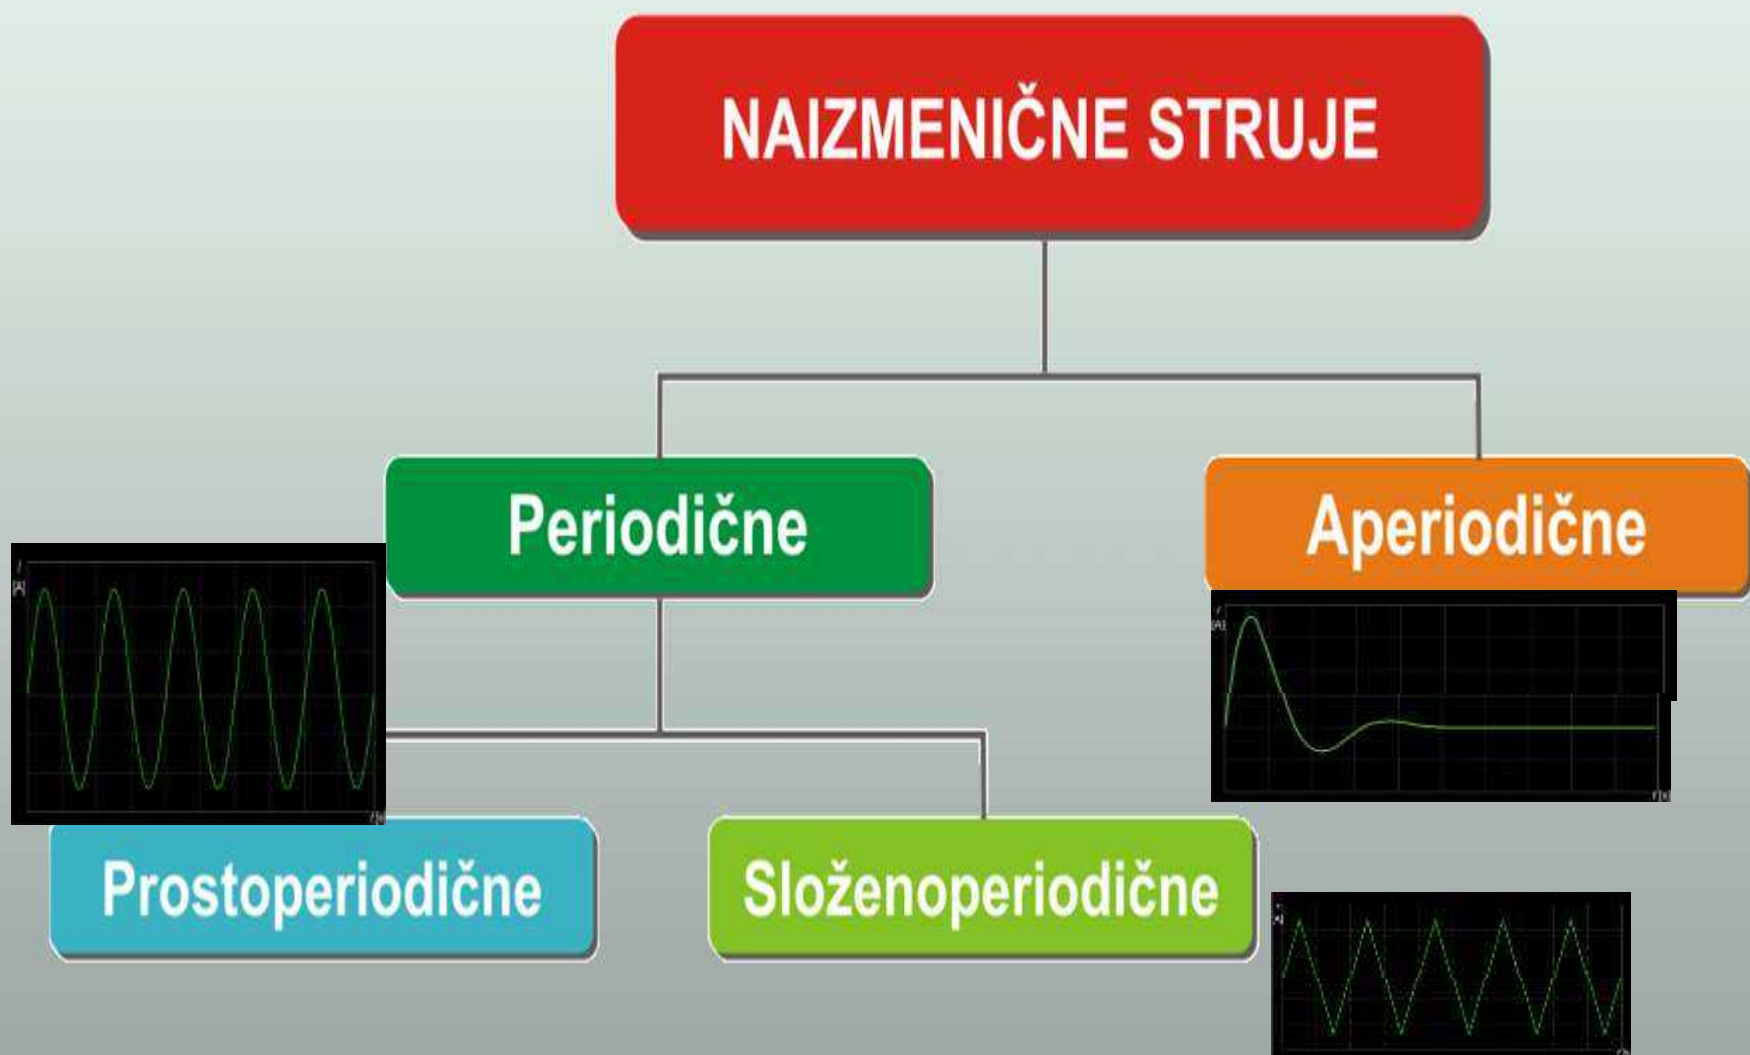 NAIZMENIČNE STRUJE
Periodične
Aperiodične
Prostoperiodične
Složenoperiodične